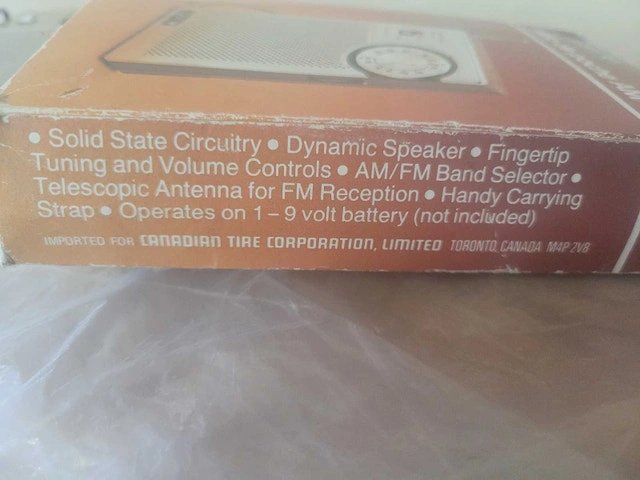 • Solid State Circuitry • Dynamic Speaker • Fingertip
Tuning and Volume Controls • AM/FM Band Selector •
Telescopic Antenna for FM Reception • Handy Carrying
Strap • Operates on 1 – 9 volt battery (not included)
IMPORTED FOR CANADIAN TIRE CORPORATION, LIMITED TORONTO, CANADA M4P 2V8